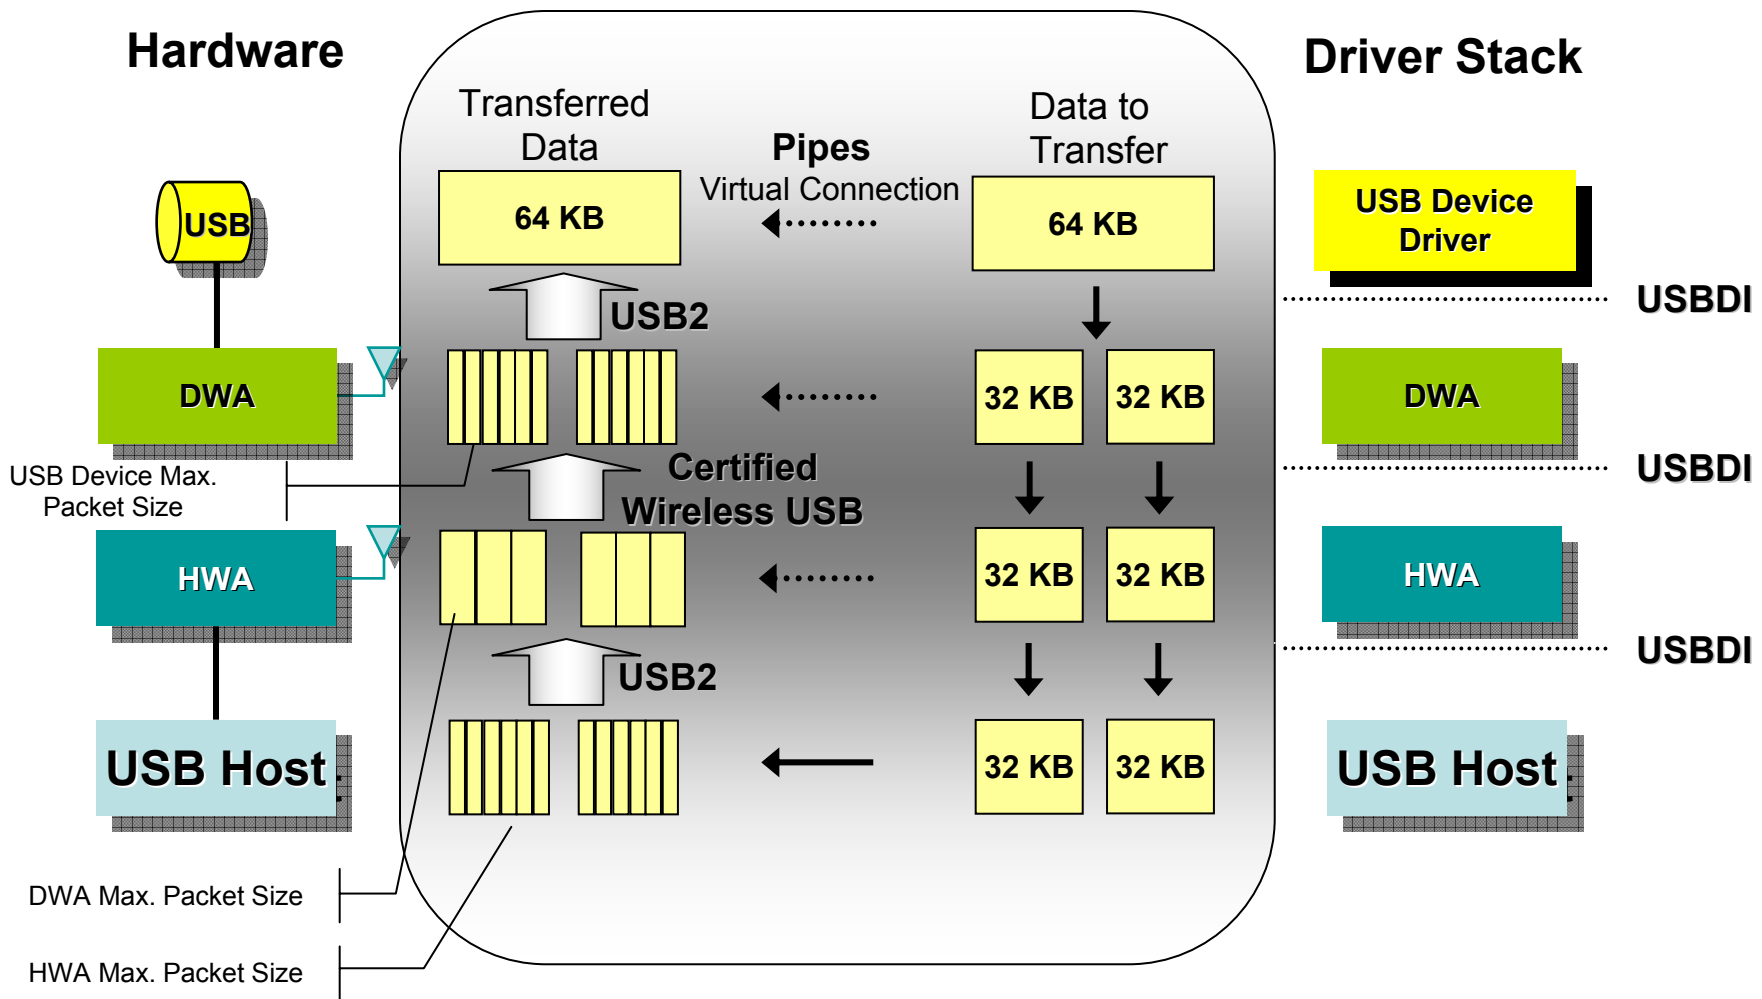 Hardware
Driver Stack
Transferred
Data
Pipes
Virtual Connection
Data to
Transfer
USB
64 KB
64 KB
USB Device
Driver
USBDI
USB2
DWA
32 KB
32 KB
DWA
USB Device Max.
Packet Size
Certified
Wireless USB
USBDI
HWA
32 KB
32 KB
HWA
USB2
USBDI
USB Host
32 KB
32 KB
USB Host
DWA Max. Packet Size
HWA Max. Packet Size